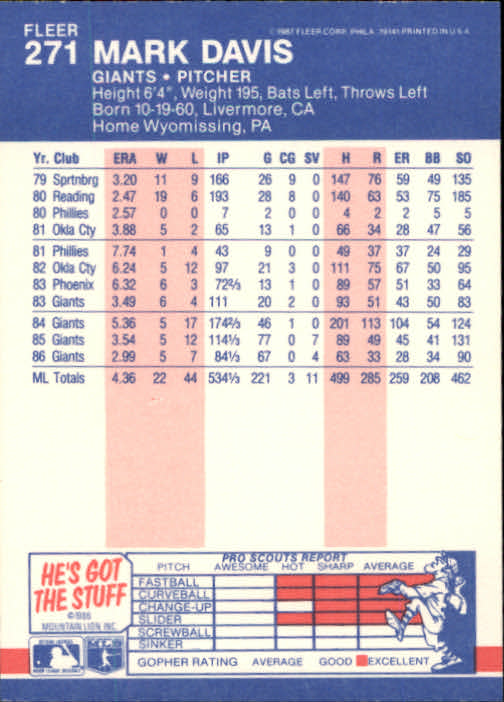 FLEER
271 MARK DAVIS
© 1987 FLEER CORP. PHILA. 19141 PRINTED IN U.S.A.
GIANTS • PITCHER
Height 6'4", Weight 195, Bats Left, Throws Left
Born 10-19-60, Livermore, CA
Home Wyomissing, PA
Yr. Club ERA W L IP G CG SV H R ER BB SO
79 Sprtnbrg 3.20 11 9 166 26 9 0 147 76 59 49 135
80 Reading 2.47 19 6 193 28 8 0 140 63 53 75 185
80 Phillies 2.57 0 0 7 2 0 0 4 2 2 5 5
81 Okla Cty 3.88 5 2 65 13 1 0 66 34 28 47 56
81 Phillies 7.74 1 4 43 9 0 0 49 37 37 24 29
82 Okla Cty 6.24 5 12 97 21 3 0 111 75 67 50 95
83 Phoenix 6.32 6 3 72⅔ 13 1 0 89 57 51 33 64
83 Giants 3.49 6 4 111 20 2 0 93 51 43 50 83
84 Giants 5.36 5 17 174⅔ 46 1 0 201 113 104 54 124
85 Giants 3.54 5 12 114⅓ 77 0 7 89 49 45 41 131
86 Giants 2.99 5 7 84⅓ 67 0 4 63 33 28 34 90
ML Totals 4.36 22 44 534⅓ 221 3 11 499 285 259 208 462
HE'S GOT
THE STUFF
©1986
MOUNTAIN LION INC.
PRO SCOUTS REPORT
PITCH AWESOME HOT SHARP AVERAGE
FASTBALL
CURVEBALL
CHANGE-UP
SLIDER
SCREWBALL
SINKER
GOPHER RATING AVERAGE GOOD EXCELLENT